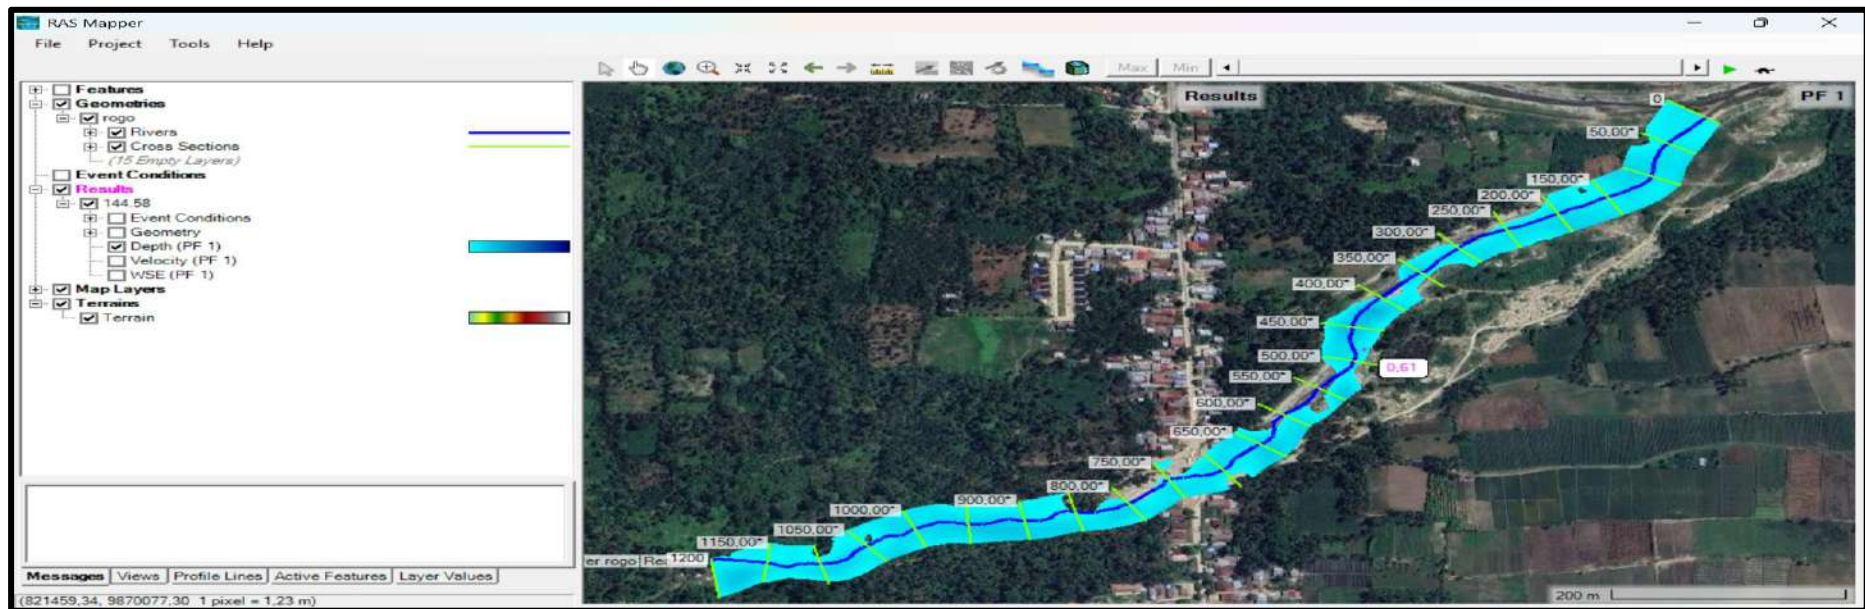 RAS Mapper
File Project Tools Help
Max Min
Features
Geometries
rogo
Rivers
Cross Sections
(15 Empty Layers)
Event Conditions
Results
144.58
Event Conditions
Geometry
Depth (PF 1)
Velocity (PF 1)
WSE (PF 1)
Map Layers
Terrains
Terrain
Messages Views Profile Lines Active Features Layer Values
(821459,34, 9870077,30 1 pixel = 1,23 m)
Results
PF 1
0
50,00*
150,00*
200,00*
250,00*
300,00*
350,00*
400,00*
450,00*
500,00*
0,61
550,00*
600,00*
650,00*
750,00*
800,00*
900,00*
1000,00*
1050,00*
1150,00*
er rogo Rea 1200
200 m